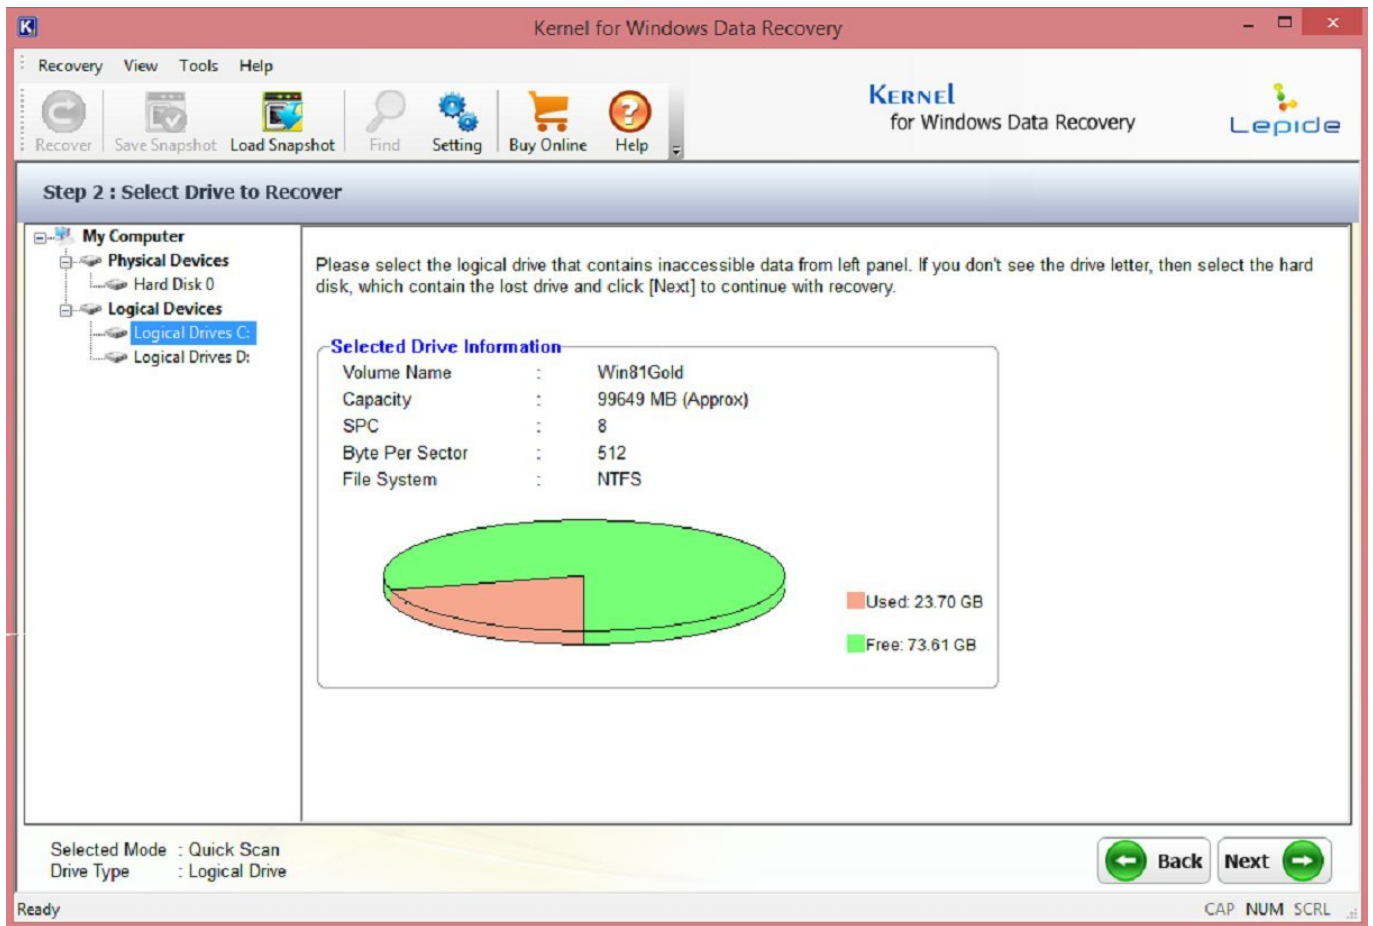 K
Kernel for Windows Data Recovery
Recovery View Tools Help
Recover Save Snapshot Load Snapshot Find Setting Buy Online Help
KERNEL
for Windows Data Recovery
Lepide
Step 2 : Select Drive to Recover
My Computer
Physical Devices
Hard Disk 0
Logical Devices
Logical Drives C:
Logical Drives D:
Please select the logical drive that contains inaccessible data from left panel. If you don't see the drive letter, then select the hard
disk, which contain the lost drive and click [Next] to continue with recovery.
Selected Drive Information
Volume Name : Win81Gold
Capacity : 99649 MB (Approx)
SPC : 8
Byte Per Sector : 512
File System : NTFS
Used: 23.70 GB
Free: 73.61 GB
Selected Mode : Quick Scan
Drive Type : Logical Drive
Back Next
Ready
CAP NUM SCRL